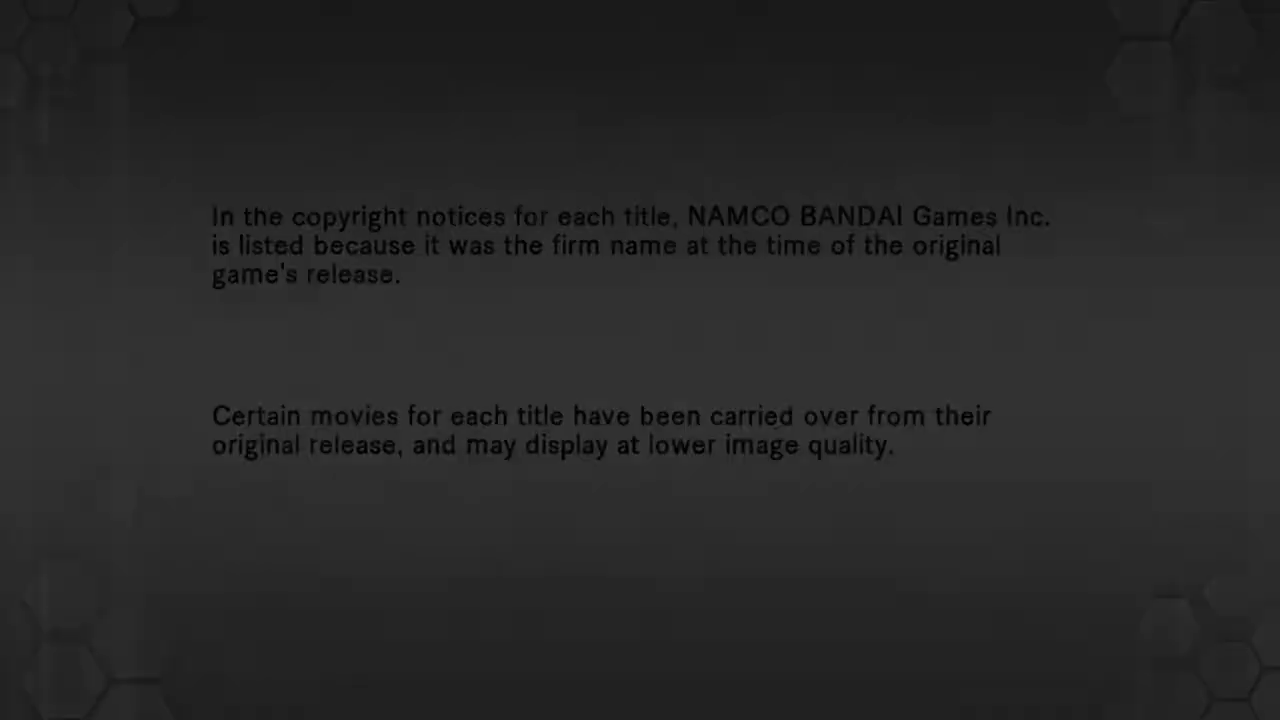 In the copyright notices for each title, NAMCO BANDAI Games Inc.
is listed because it was the firm name at the time of the original
game's release.
Certain movies for each title have been carried over from their
original release, and may display at lower image quality.